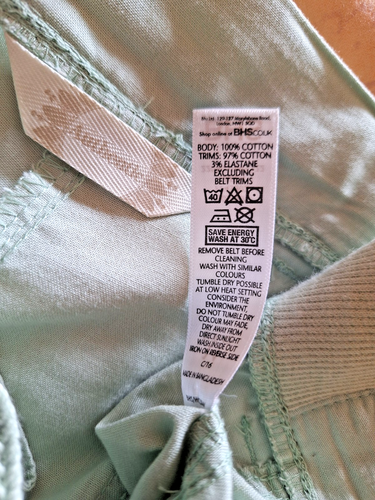 Shop online at BHS.CO.UK
BODY: 100% COTTON
TRIMS: 97% COTTON
3% ELASTANE
EXCLUDING
BELT TRIMS
40
SAVE ENERGY
WASH AT 30°C
REMOVE BELT BEFORE
CLEANING
WASH WITH SIMILAR
COLOURS
TUMBLE DRY POSSIBLE
AT LOW HEAT SETTING
CONSIDER THE
ENVIRONMENT,
DO NOT TUMBLE DRY
COLOUR MAY FADE,
DRY AWAY FROM
DIRECT SUNLIGHT
WASH INSIDE OUT
IRON ON REVERSE SIDE
MADE IN BANGLADESH